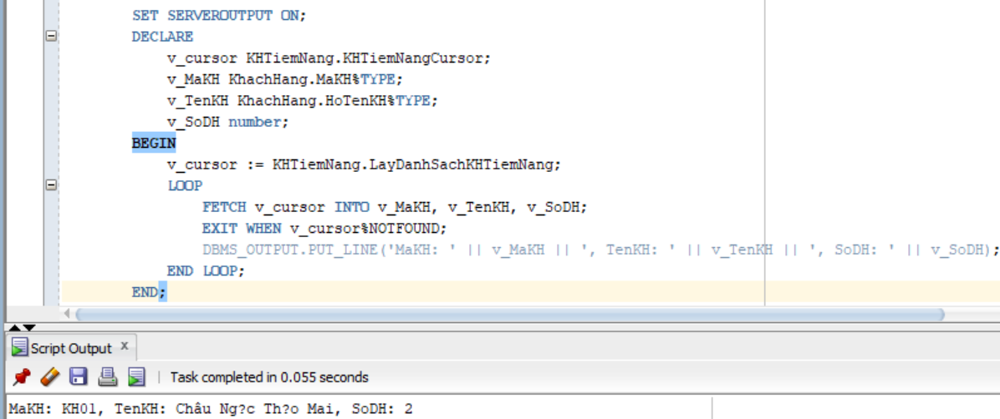 SET SERVEROUTPUT ON;
DECLARE
v_cursor KHTiemNang.KHTiemNangCursor;
v_MaKH KhachHang.MaKH%TYPE;
v_TenKH KhachHang.HoTenKH%TYPE;
v_SoDH number;
BEGIN
v_cursor := KHTiemNang.LayDanhSachKHTiemNang;
LOOP
FETCH v_cursor INTO v_MaKH, v_TenKH, v_SoDH;
EXIT WHEN v_cursor%NOTFOUND;
DBMS_OUTPUT.PUT_LINE('MaKH: ' || v_MaKH || ', TenKH: ' || v_TenKH || ', SoDH: ' || v_SoDH);
END LOOP;
END;
Script Output x
Task completed in 0.055 seconds
MaKH: KH01, TenKH: Châu Ng?c Th?o Mai, SoDH: 2